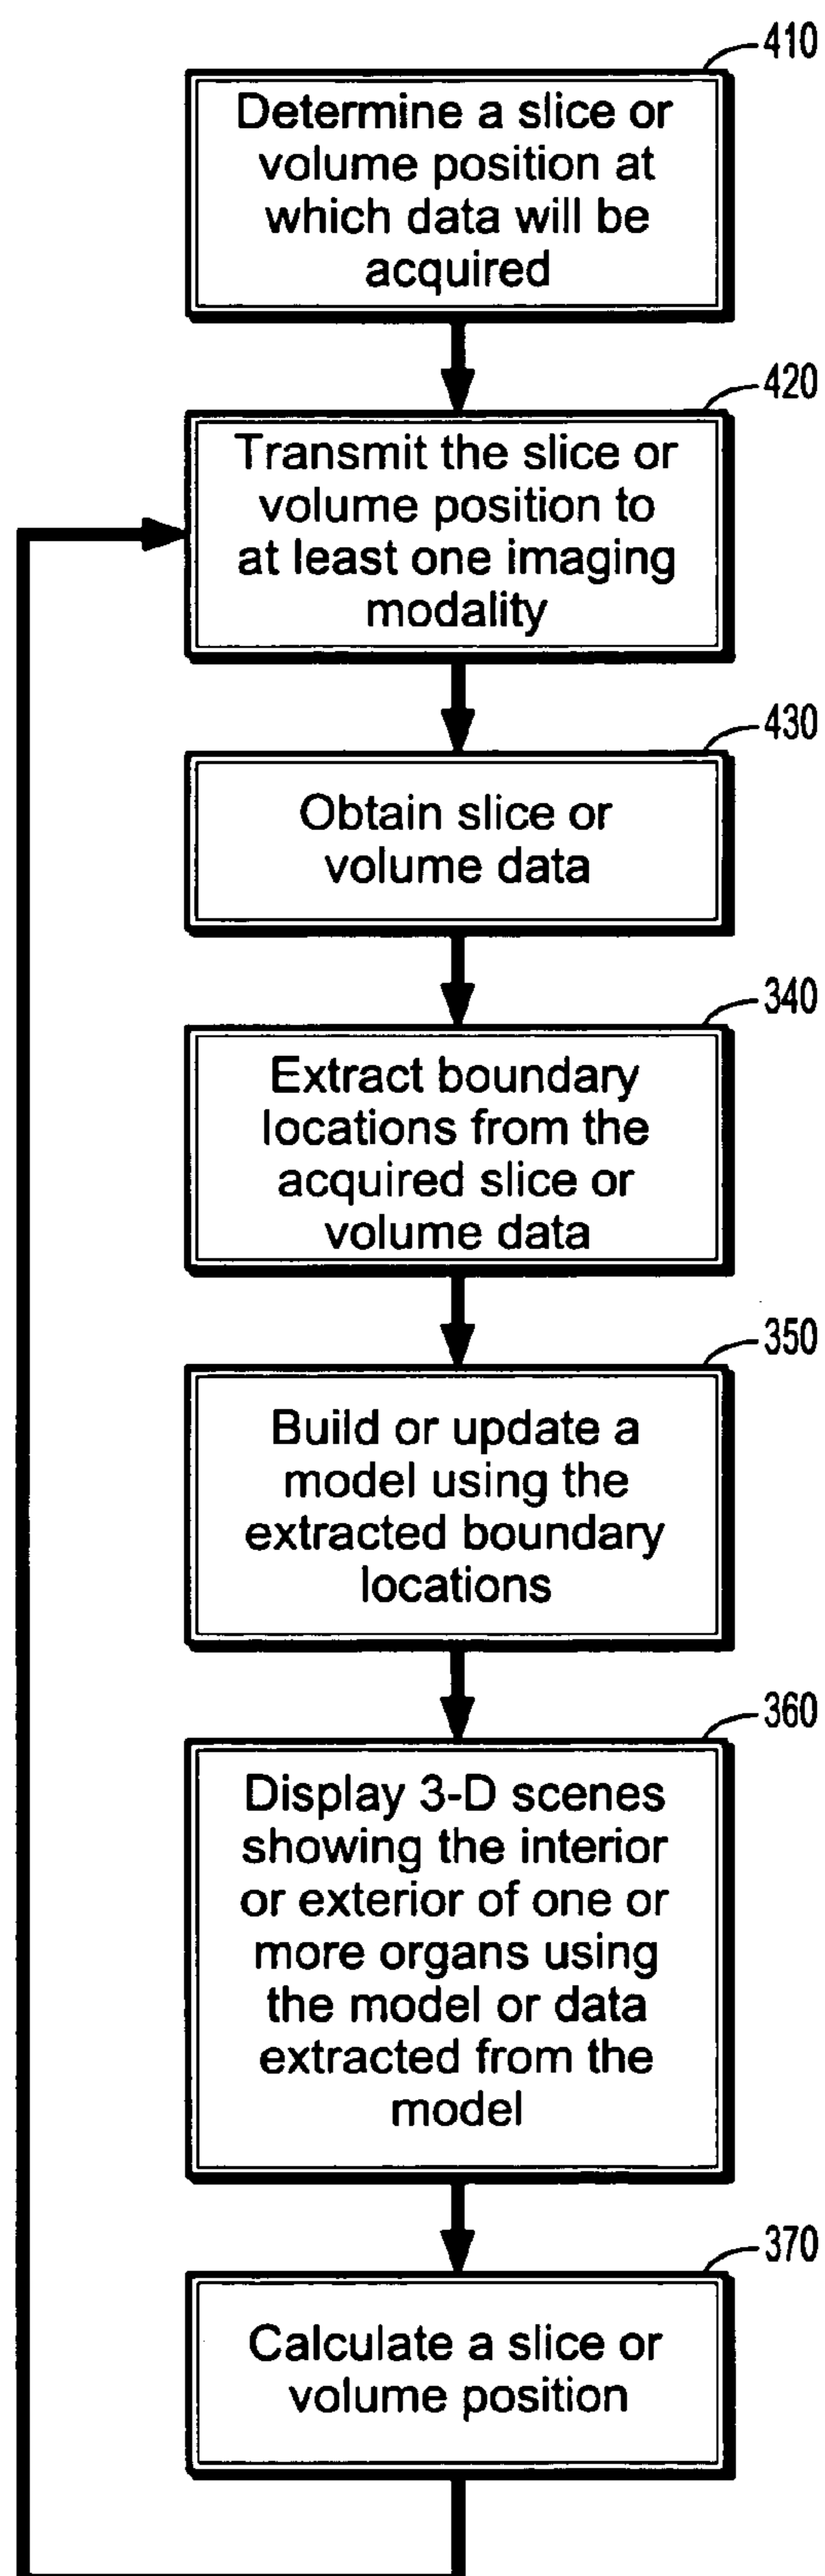 410
Determine a slice or
volume position at
which data will be
acquired
420
Transmit the slice or
volume position to
at least one imaging
modality
430
Obtain slice or
volume data
340
Extract boundary
locations from the
acquired slice or
volume data
350
Build or update a
model using the
extracted boundary
locations
360
Display 3-D scenes
showing the interior
or exterior of one or
more organs using
the model or data
extracted from the
model
370
Calculate a slice or
volume position